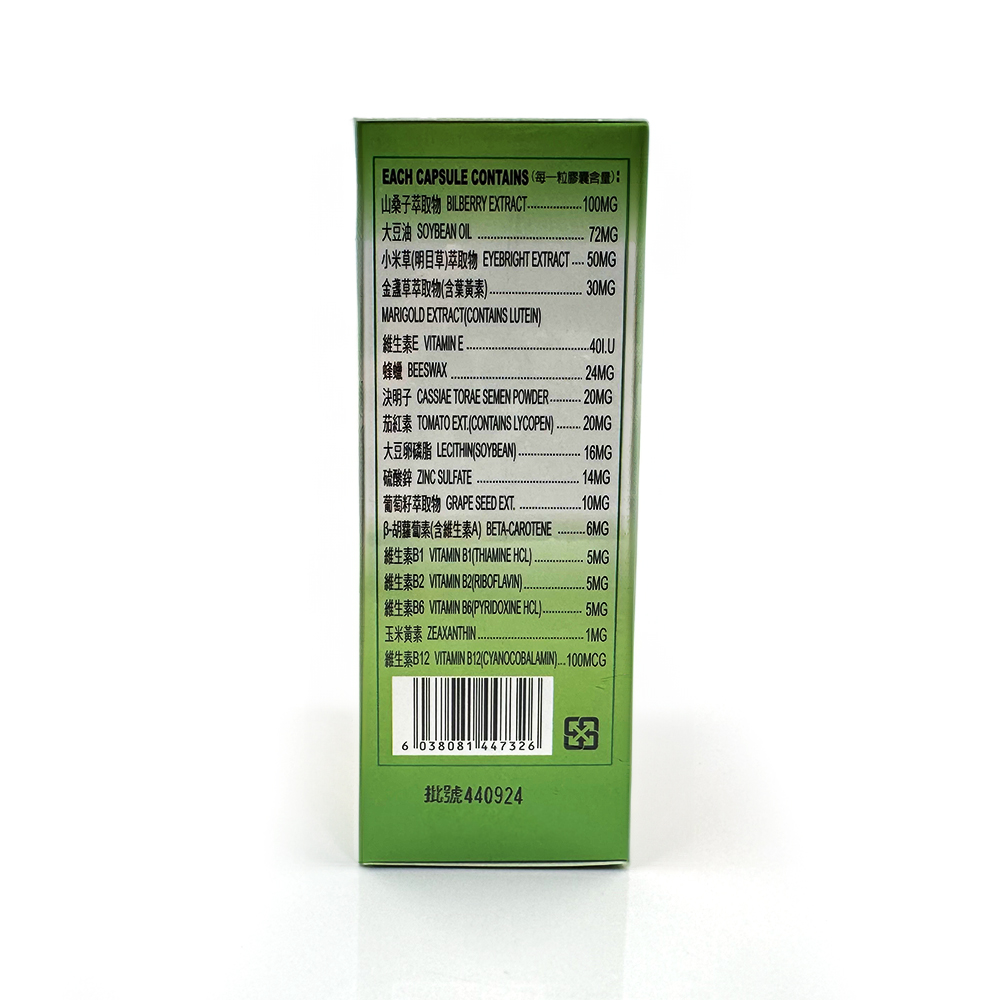 EACH CAPSULE CONTAINS (每一粒膠囊含量):
山桑子萃取物 BILBERRY EXTRACT ........ 100MG
大豆油 SOYBEAN OIL ........ 72MG
小米草(明目草)萃取物 EYEBRIGHT EXTRACT .... 50MG
金盞草萃取物(含葉黃素) ........ 30MG
MARIGOLD EXTRACT(CONTAINS LUTEIN)
維生素E VITAMIN E ........ 40I.U
蜂蠟 BEESWAX ........ 24MG
決明子 CASSIAE TORAE SEMEN POWDER ........ 20MG
茄紅素 TOMATO EXT.(CONTAINS LYCOPEN) ........ 20MG
大豆卵磷脂 LECITHIN(SOYBEAN) ........ 16MG
硫酸鋅 ZINC SULFATE ........ 14MG
葡萄籽萃取物 GRAPE SEED EXT. ........ 10MG
β-胡蘿蔔素(含維生素A) BETA-CAROTENE ........ 6MG
維生素B1 VITAMIN B1(THIAMINE HCL) ........ 5MG
維生素B2 VITAMIN B2(RIBOFLAVIN) ........ 5MG
維生素B6 VITAMIN B6(PYRIDOXINE HCL) ........ 5MG
玉米黃素 ZEAXANTHIN ........ 1MG
維生素B12 VITAMIN B12(CYANOCOBALAMIN) ... 100MCG
6 038081 447326
批號440924